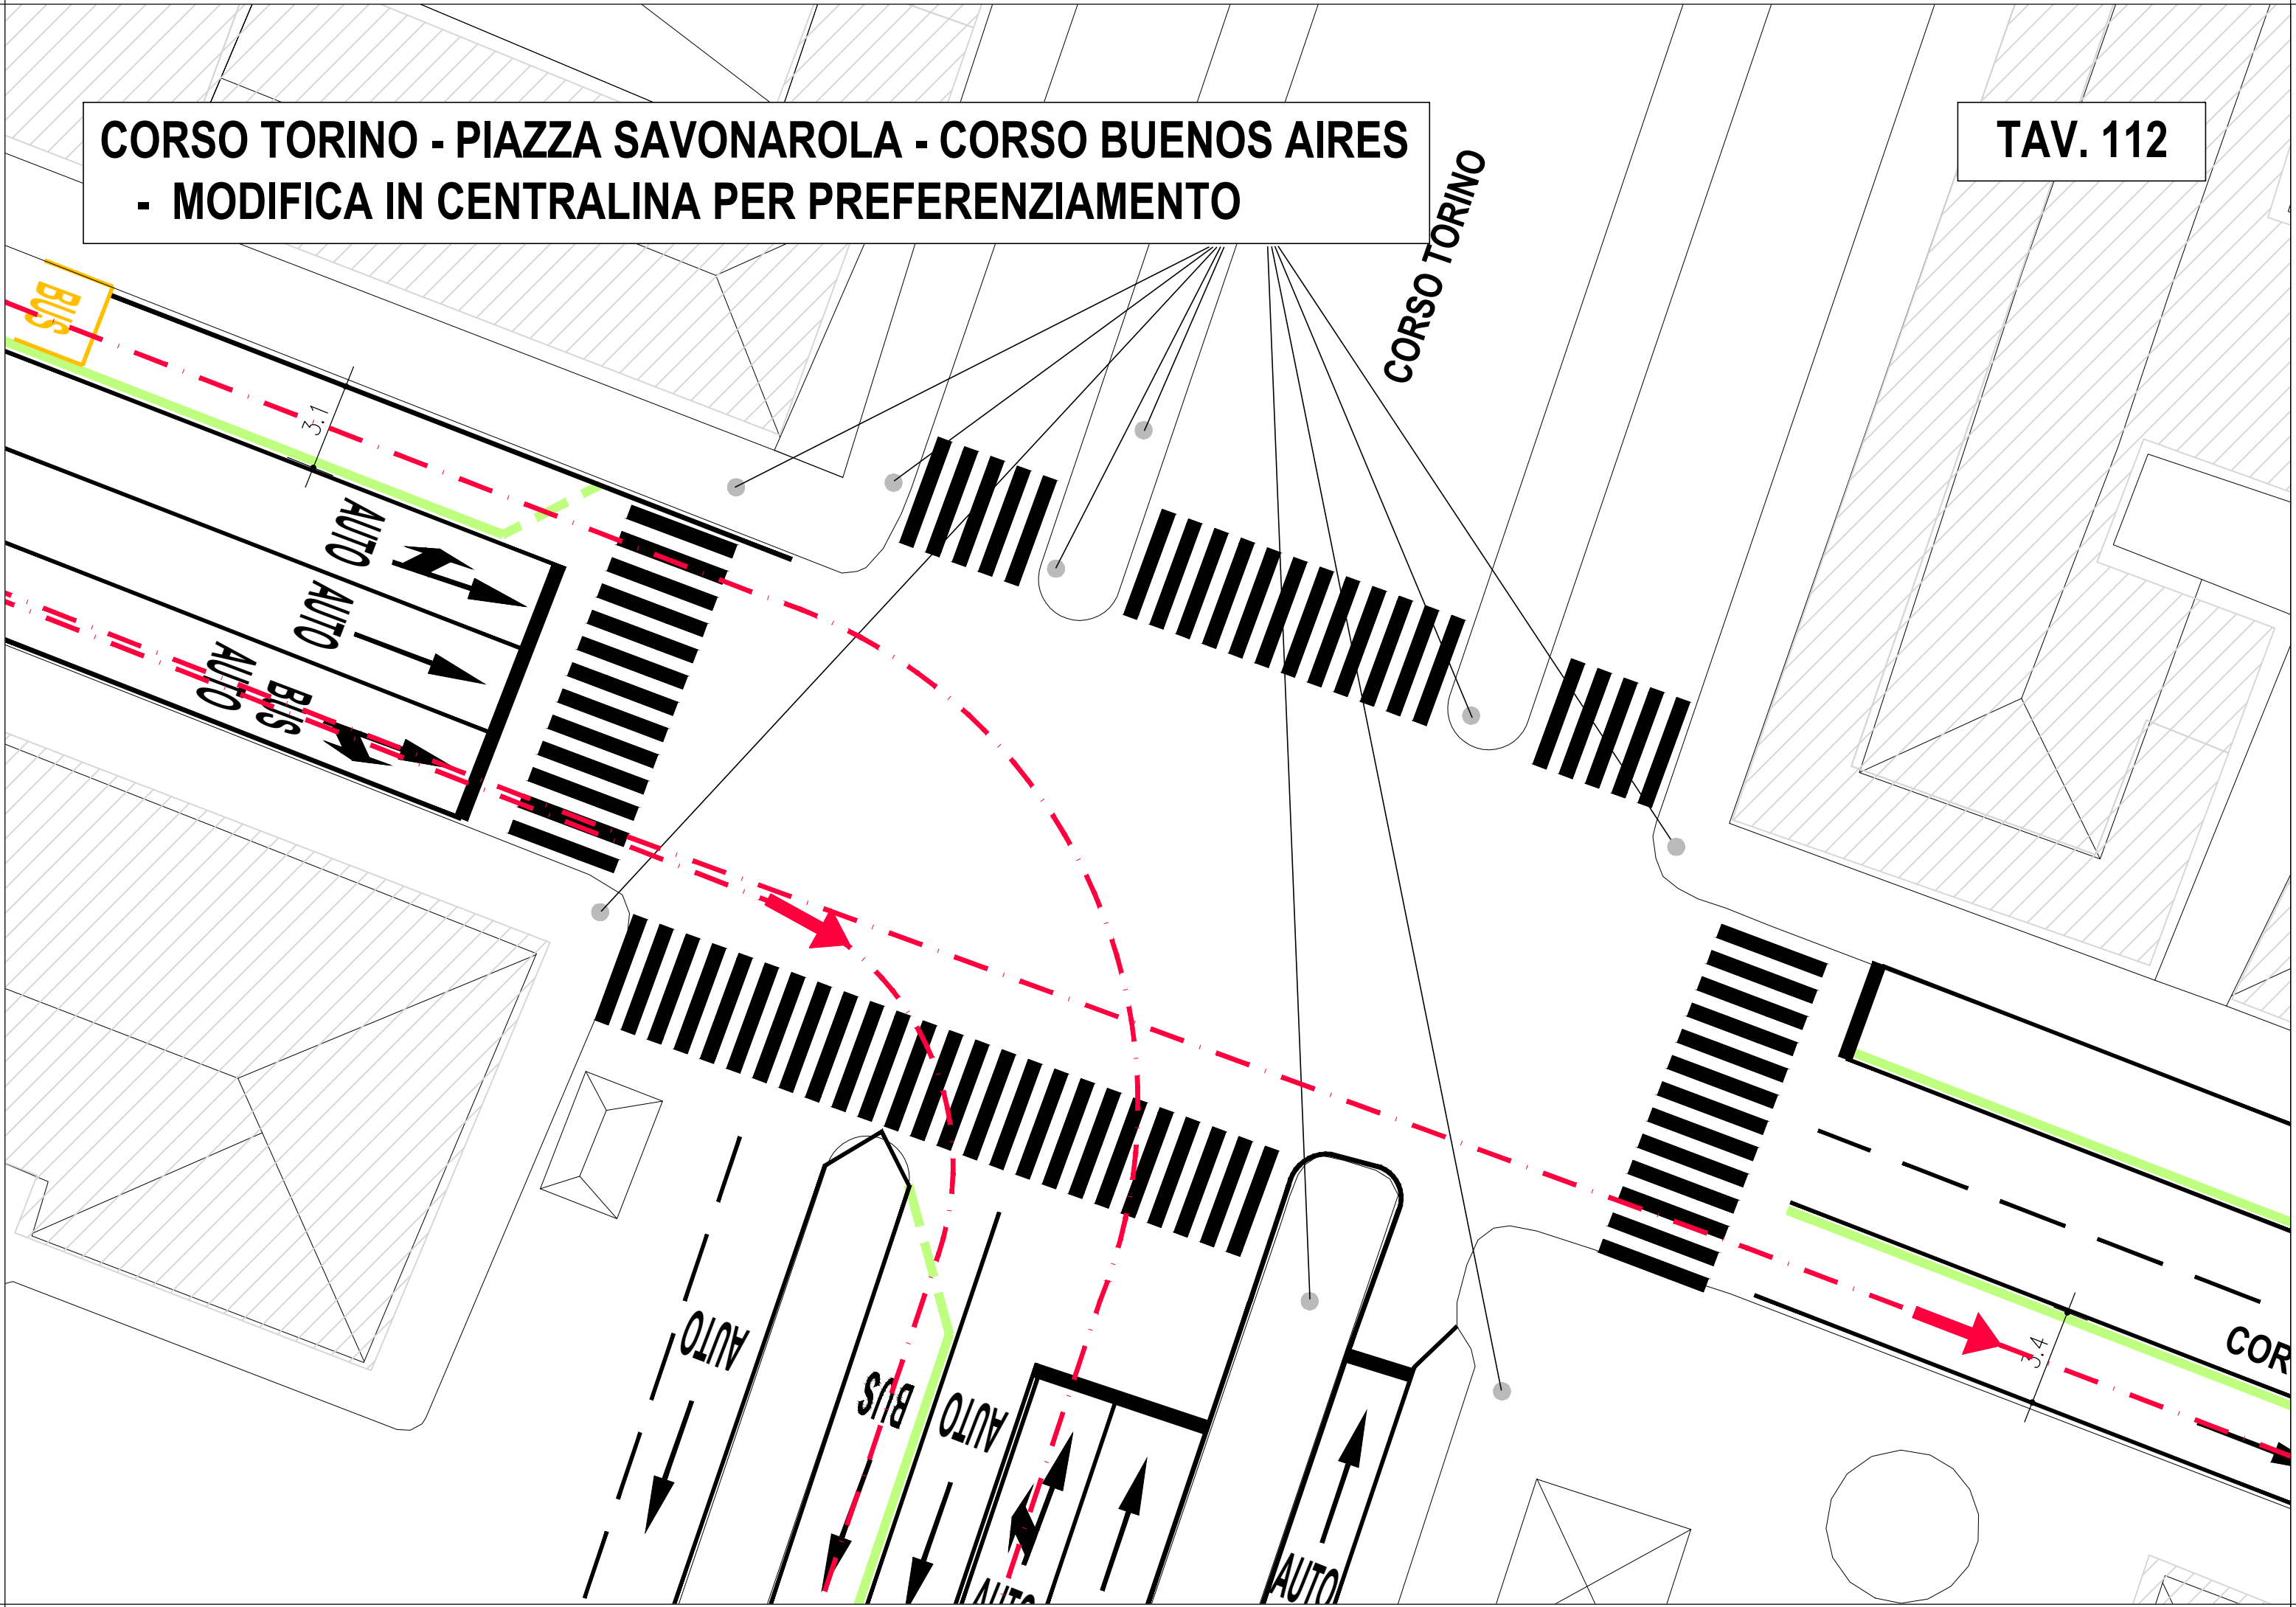 CORSO TORINO - PIAZZA SAVONAROLA - CORSO BUENOS AIRES
- MODIFICA IN CENTRALINA PER PREFERENZIAMENTO
TAV. 112
CORSO TORINO
BUS
3.1
AUTO
AUTO
BUS
AUTO
AUTO
BUS
AUTO
AUTO
AUTO
3.4
COR